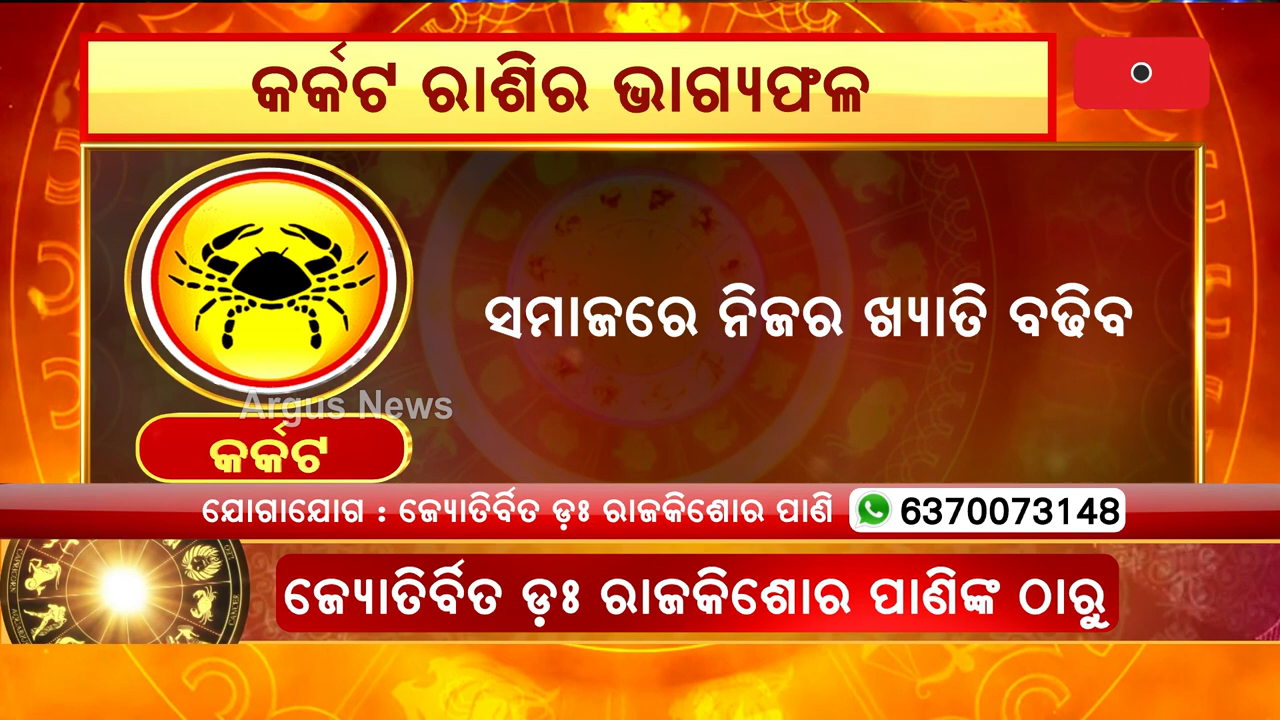 କର୍କଟ ରାଶିର ଭାଗ୍ୟଫଳ
ସମାଜରେ ନିଜର ଖ୍ୟାତି ବଢିବ
Argus News
କର୍କଟ
ଯୋଗାଯୋଗ : ଜ୍ୟୋତିର୍ବିତ ଡ଼ଃ ରାଜକିଶୋର ପାଣି 6370073148
ଜ୍ୟୋତିର୍ବିତ ଡ଼ଃ ରାଜକିଶୋର ପାଣିଙ୍କ ଠାରୁ